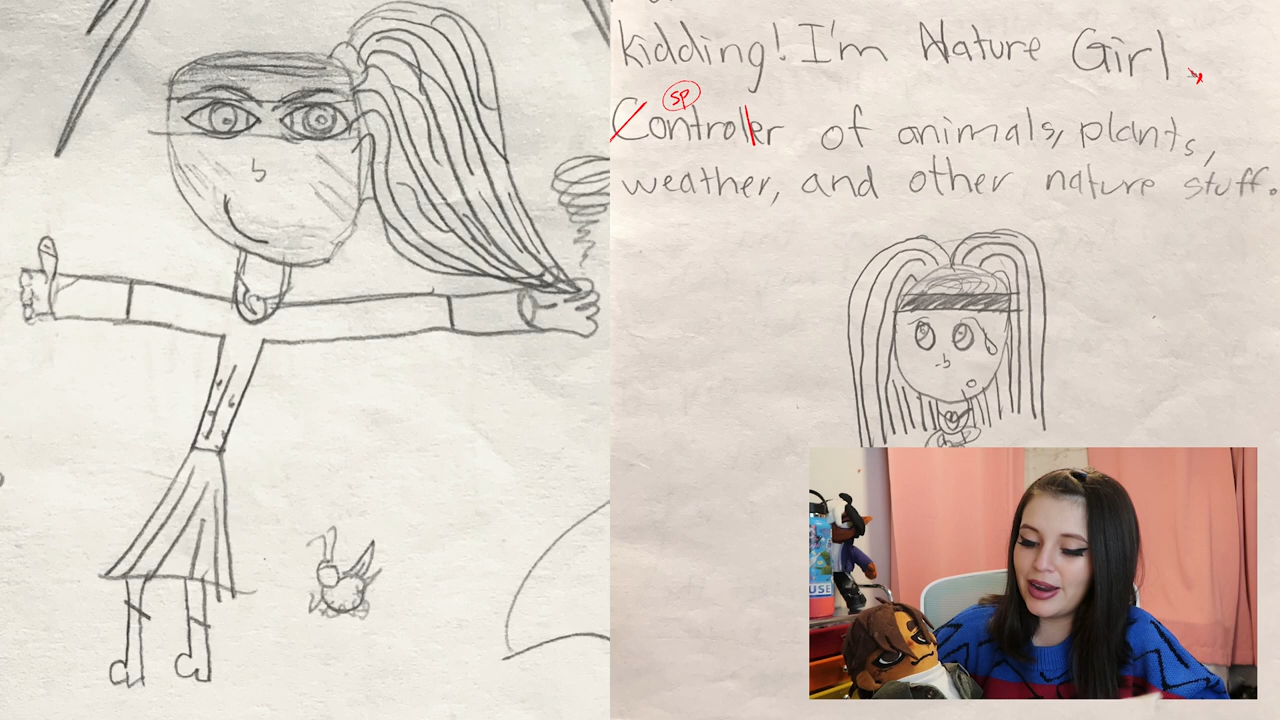 kidding! I'm Nature Girl,
sp
Controller of animals, plants,
weather, and other nature stuff.
USE